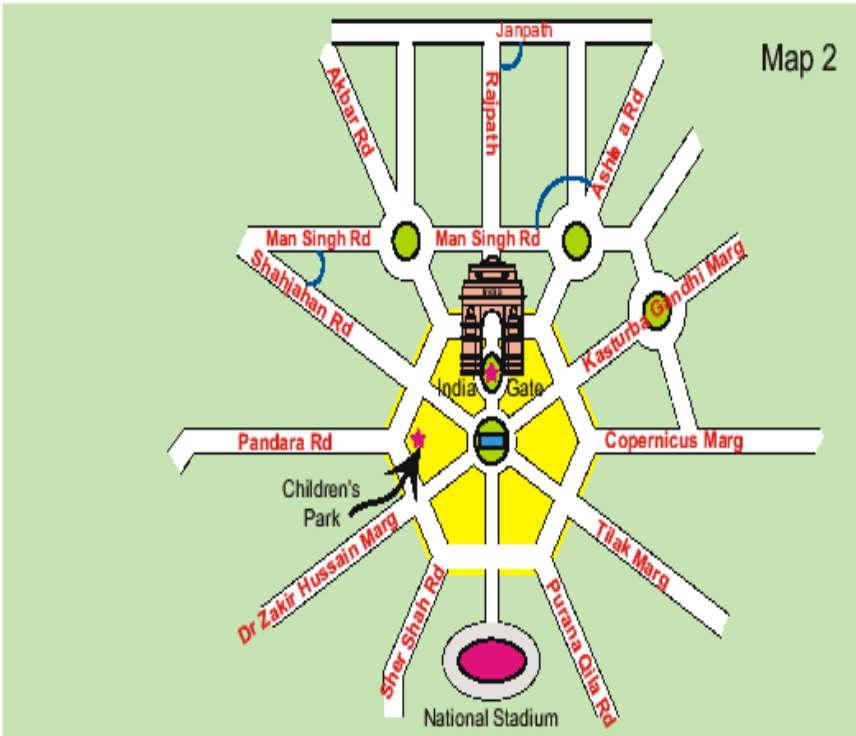 Janpath
Map 2
Akbar Rd
Rajpath
Man Singh Rd
Man Singh Rd
Shahjahan Rd
Kasturba Gandhi Marg
India Gate
Pandara Rd
Copernicus Marg
Children's
Park
Dr Zakir Hussain Marg
Tilak Marg
Sher Shah Rd
Purana Qila Rd
National Stadium